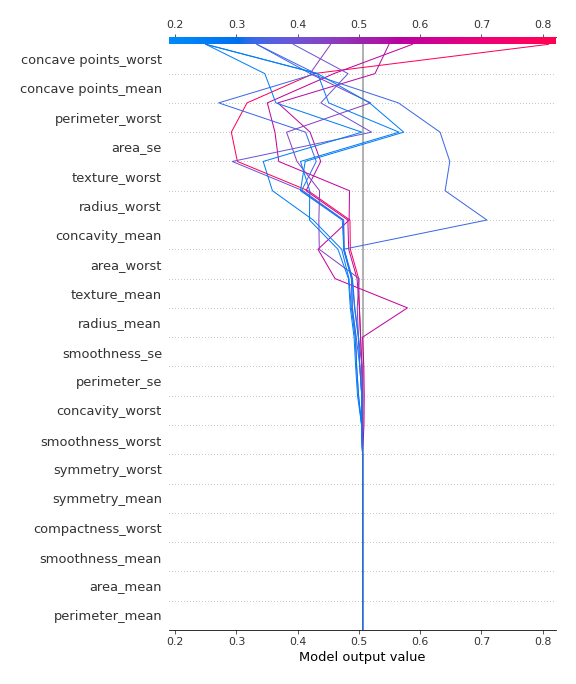 0.2 0.3 0.4 0.5 0.6 0.7 0.8
concave points_worst
concave points_mean
perimeter_worst
area_se
texture_worst
radius_worst
concavity_mean
area_worst
texture_mean
radius_mean
smoothness_se
perimeter_se
concavity_worst
smoothness_worst
symmetry_worst
symmetry_mean
compactness_worst
smoothness_mean
area_mean
perimeter_mean
0.2 0.3 0.4 0.5 0.6 0.7 0.8
Model output value